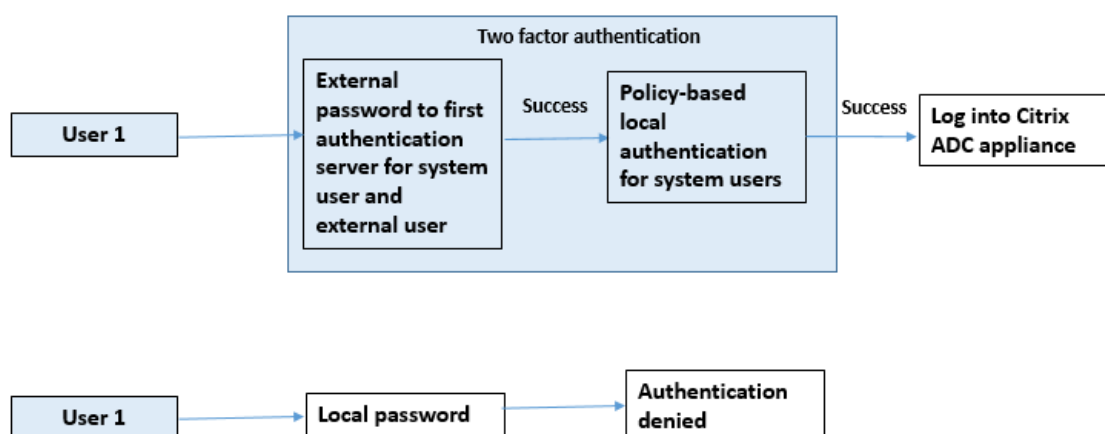 Two factor authentication
User 1
External
password to first
authentication
server for system
user and
external user
Success
Policy-based
local
authentication
for system users
Success
Log into Citrix
ADC appliance
User 1
Local password
Authentication
denied